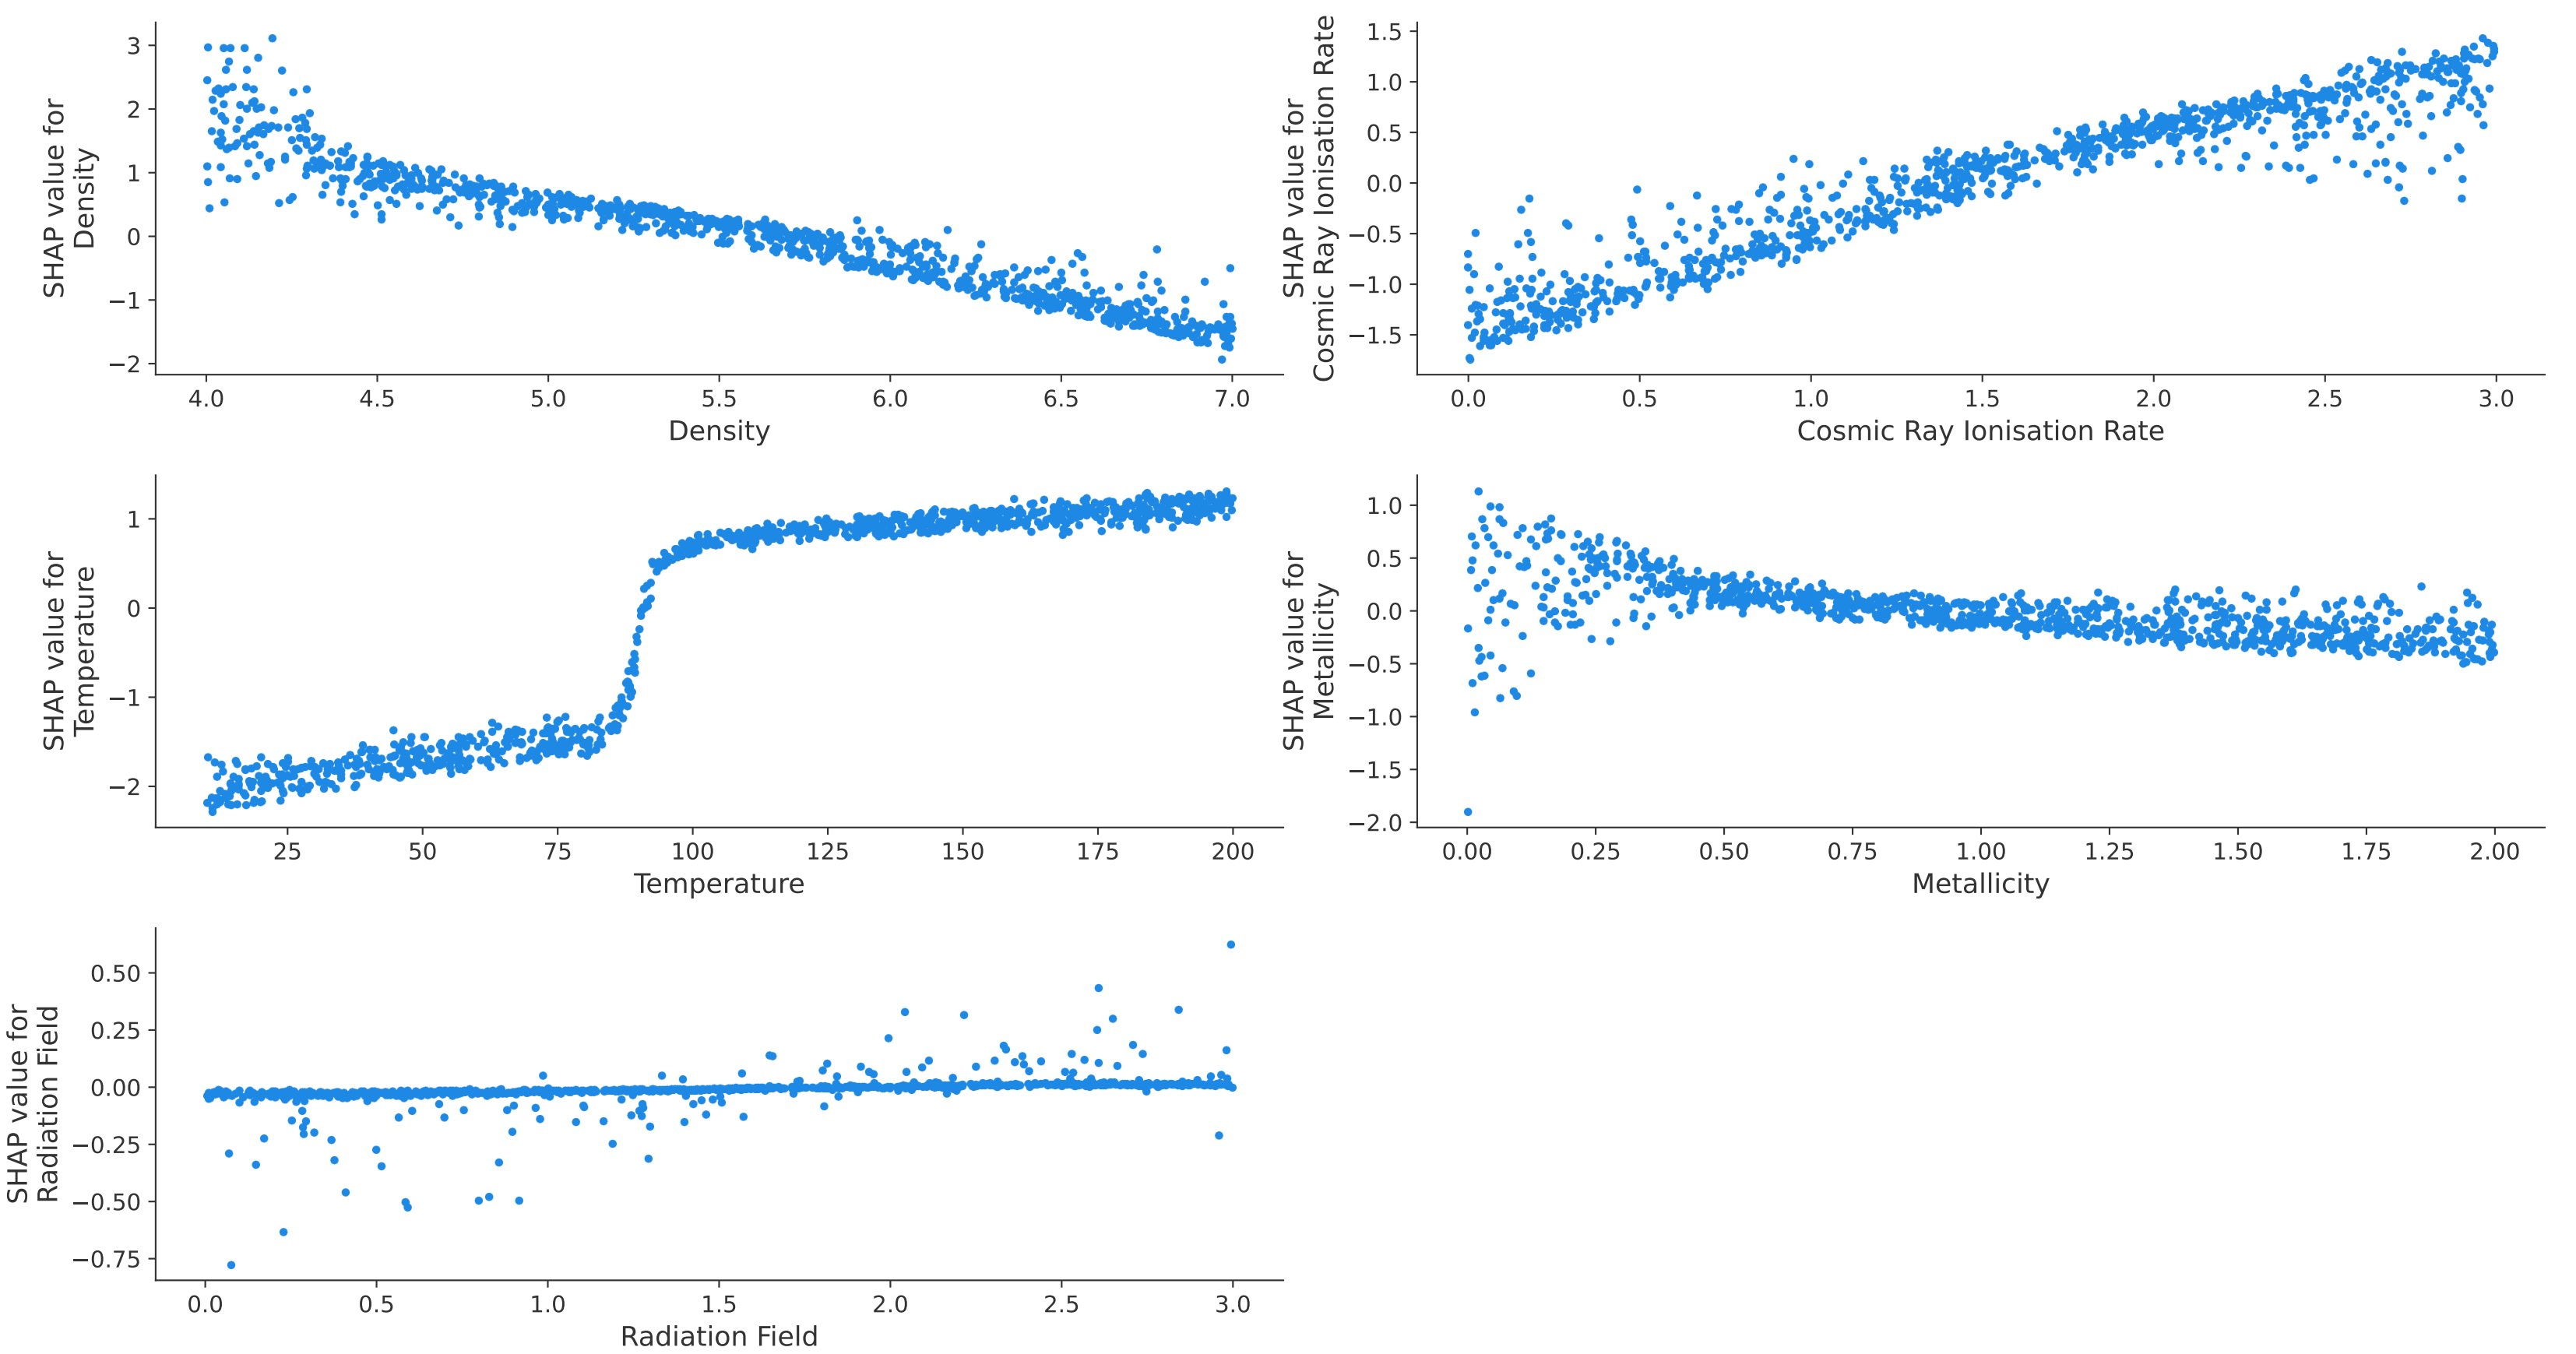 SHAP value for
Density
3
2
1
0
−1
−2
4.0 4.5 5.0 5.5 6.0 6.5 7.0
Density
SHAP value for
Cosmic Ray Ionisation Rate
1.5
1.0
0.5
0.0
−0.5
−1.0
−1.5
0.0 0.5 1.0 1.5 2.0 2.5 3.0
Cosmic Ray Ionisation Rate
SHAP value for
Temperature
1
0
−1
−2
25 50 75 100 125 150 175 200
Temperature
SHAP value for
Metallicity
1.0
0.5
0.0
−0.5
−1.0
−1.5
−2.0
0.00 0.25 0.50 0.75 1.00 1.25 1.50 1.75 2.00
Metallicity
SHAP value for
Radiation Field
0.50
0.25
0.00
−0.25
−0.50
−0.75
0.0 0.5 1.0 1.5 2.0 2.5 3.0
Radiation Field